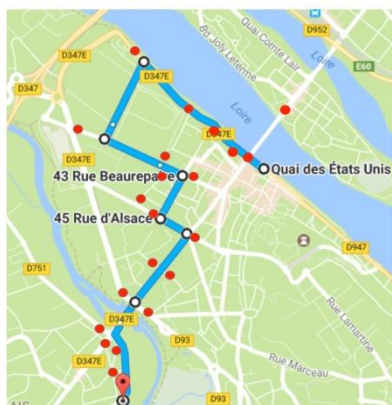 D952
D347E
Bd Joly Leterme
Quai Comte Lair
Loire
E60
D347E
D347
Loire
D347E
D347E
Quai des États Unis
43 Rue Beaurepaire
45 Rue d'Alsace
D947
D751
Rue Lamartine
D347E
D93
D347E
Rue Marceau
D93